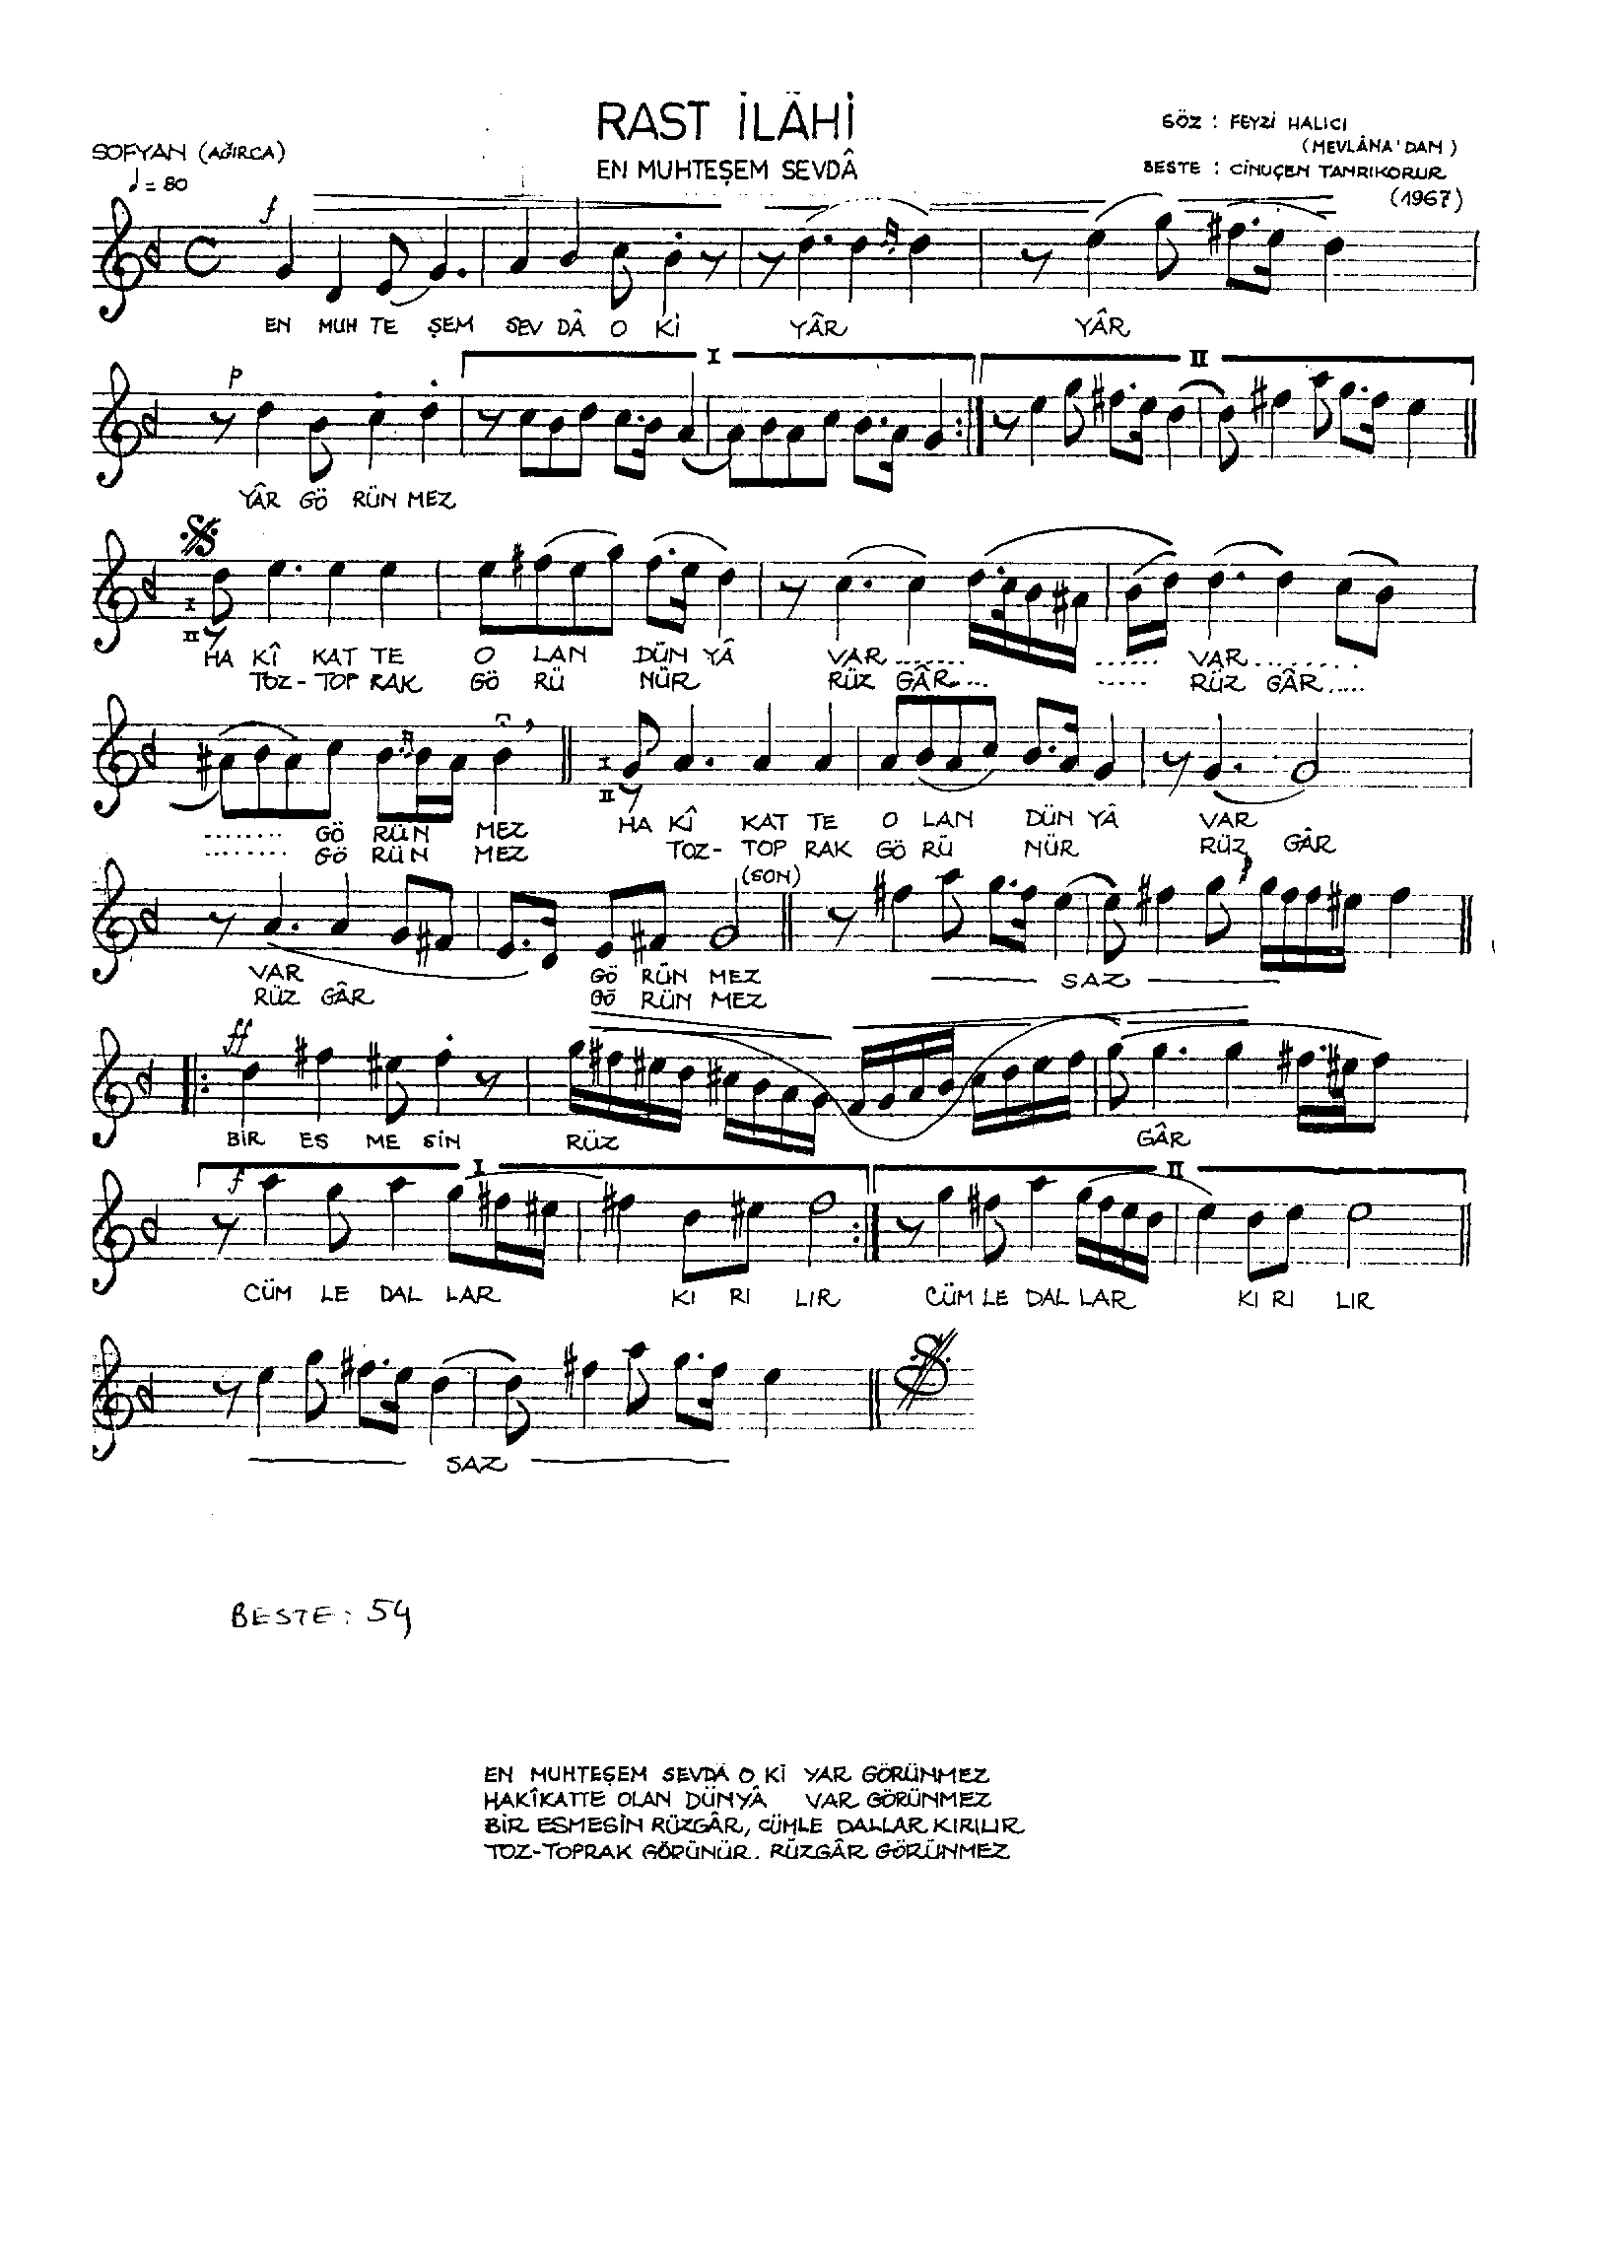 RAST İLÂHİ
EN MUHTEŞEM SEVDÂ
SOFYAN (AĞIRCA)
♩ = 80
SÖZ : FEYZİ HALICI
(MEVLÂNA'DAN)
BESTE : CİNUÇEN TANRIKORUR
(1967)
f
EN MUH TE ŞEM SEV DÂ O Kİ YÂR YÂR
I II
p
YÂR GÖ RÜN MEZ
I
II
HA KÎ KAT TE O LAN DÜN YÂ VAR........ ...... VAR.........
TOZ- TOP RAK GÖ RÜ NÜR RÜZ GÂR..... ..... RÜZ GÂR.....
I
II
........ GÖ RÜN MEZ HA KÎ KAT TE O LAN DÜN YÂ VAR
........ GÖ RÜN MEZ TOZ- TOP RAK GÖ RÜ NÜR RÜZ GÂR
(SON)
VAR GÖ RÜN MEZ SAZ
RÜZ GÂR GÖ RÜN MEZ
ff
BİR ES ME SİN RÜZ GÂR
I II
f
CÜM LE DAL LAR KI RI LIR CÜM LE DAL LAR KI RI LIR
SAZ
BESTE : 54
EN MUHTEŞEM SEVDÂ O Kİ YAR GÖRÜNMEZ
HAKÎKATTE OLAN DÜNYÂ VAR GÖRÜNMEZ
BİR ESMESİN RÜZGÂR, CÜMLE DALLAR KIRILIR
TOZ-TOPRAK GÖRÜNÜR, RÜZGÂR GÖRÜNMEZ